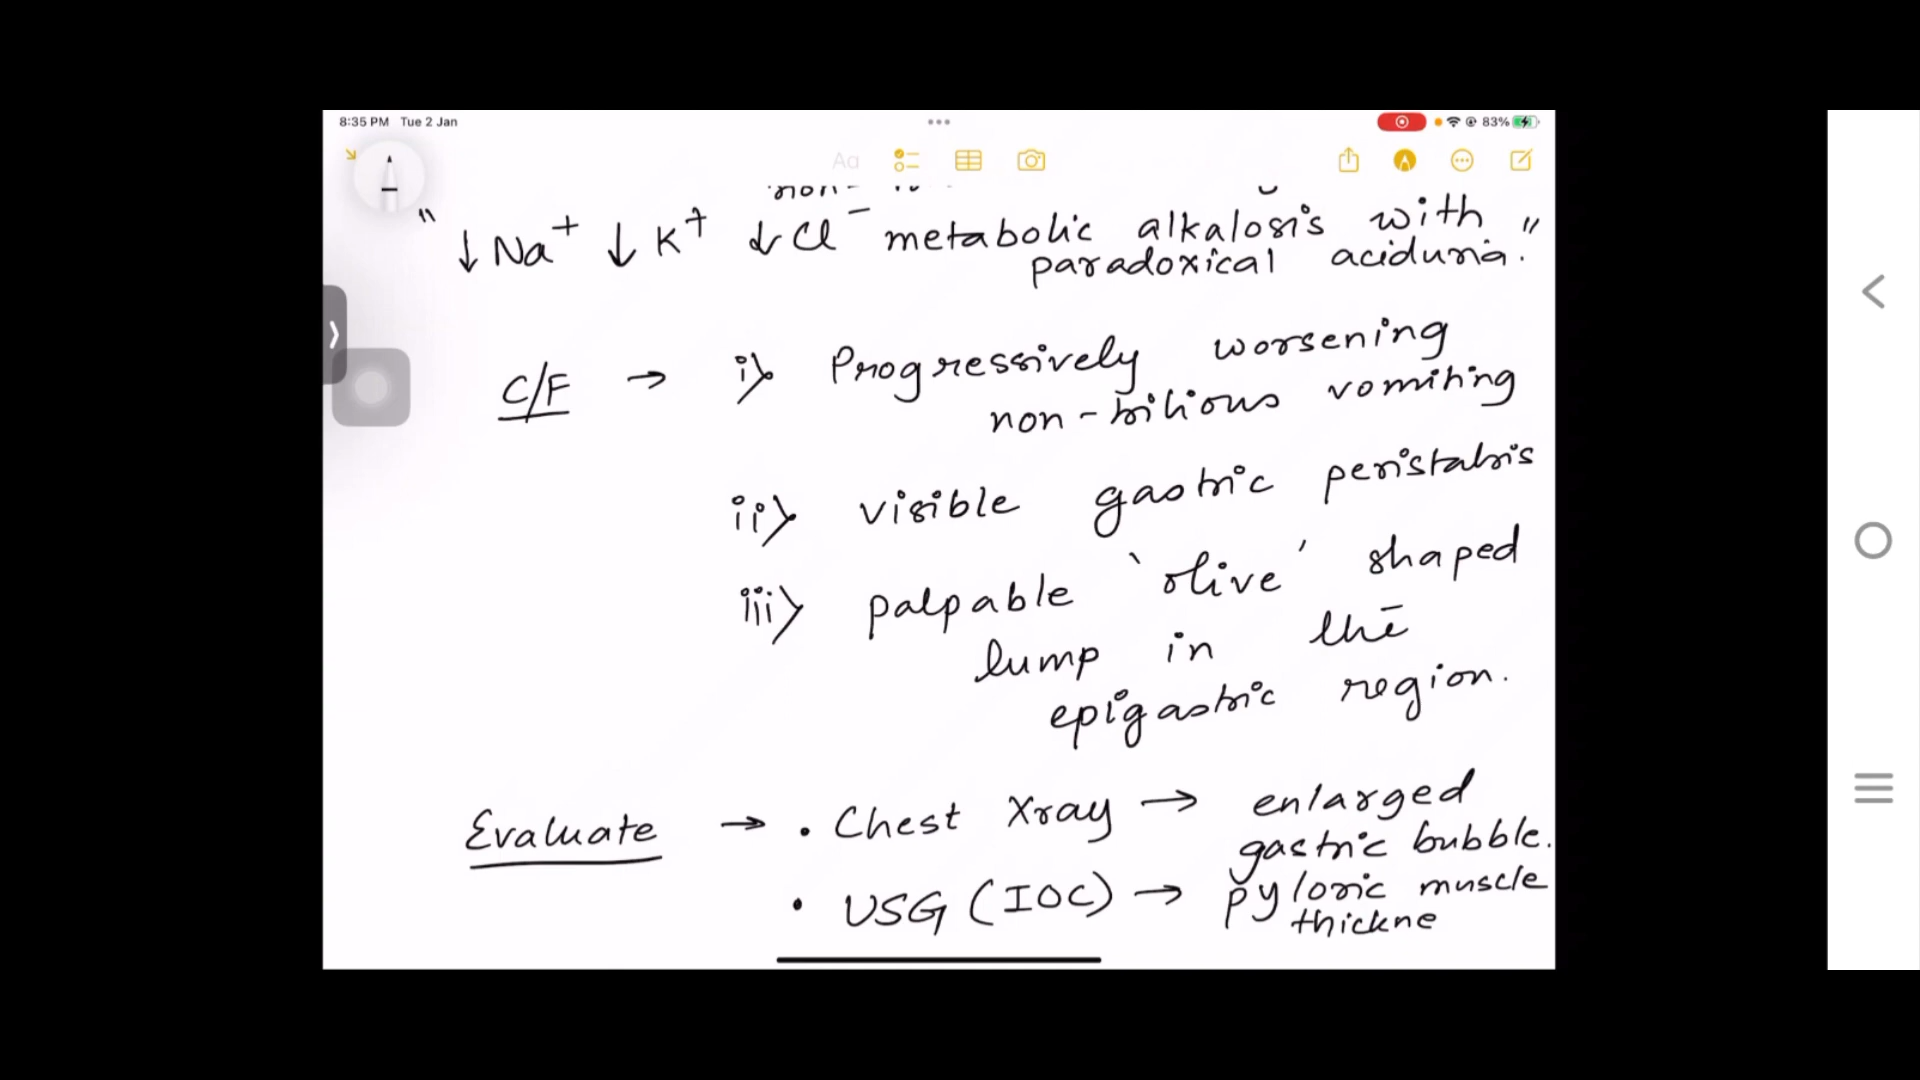 8:35 PM Tue 2 Jan
83%
Aa
non-
" ↓ Na⁺ ↓ K⁺ ↓ Cl⁻ metabolic alkalosis with "
paradoxical aciduria.
C/F → i) Progressively worsening
non-bilious vomiting
ii) visible gastric peristalsis
iii) palpable 'olive' shaped
lump in the
epigastric region.
Evaluate → • Chest Xray → enlarged
gastric bubble.
• USG (IOC) → pyloric muscle
thickne